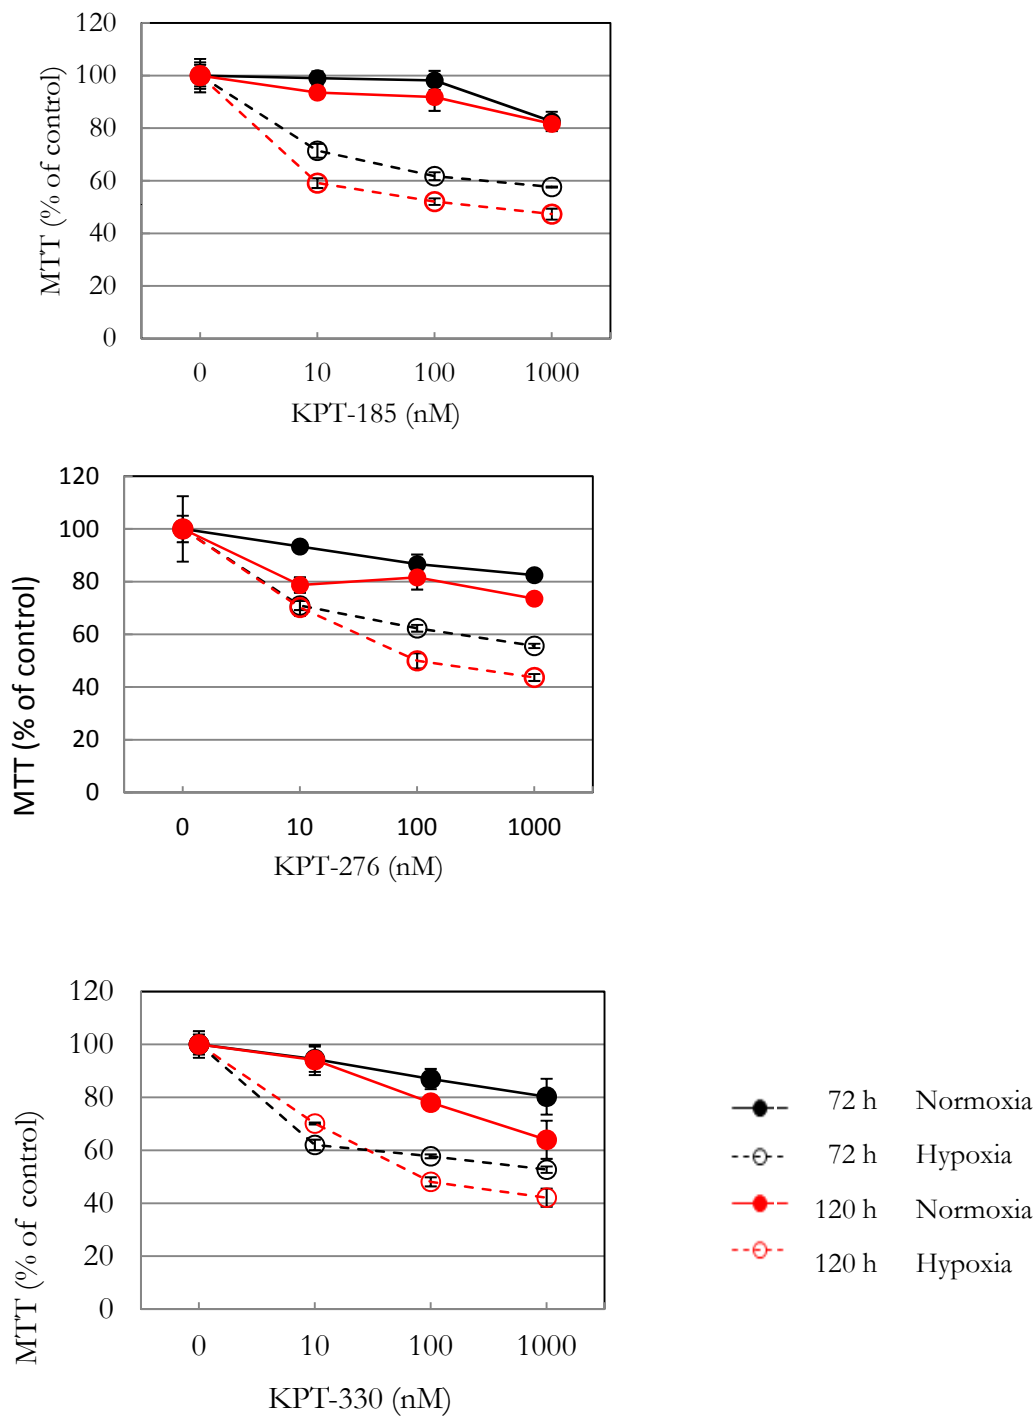 120
100
80
60
40
20
0
MTT (% of control)
0 10 100 1000
KPT-185 (nM)
120
100
80
60
40
20
0
MTT (% of control)
0 10 100 1000
KPT-276 (nM)
120
100
80
60
40
20
0
MTT (% of control)
0 10 100 1000
KPT-330 (nM)
72 h Normoxia
72 h Hypoxia
120 h Normoxia
120 h Hypoxia